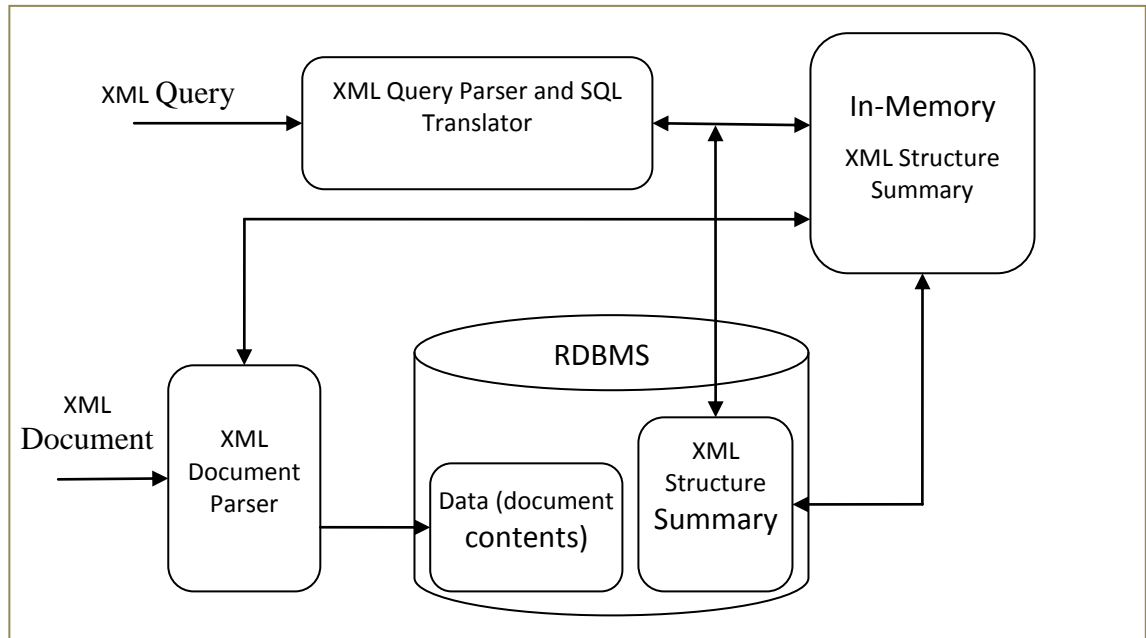 XML Query
XML Query Parser and SQL
Translator
In-Memory
XML Structure
Summary
RDBMS
XML
Document
XML
Document
Parser
Data (document
contents)
XML
Structure
Summary